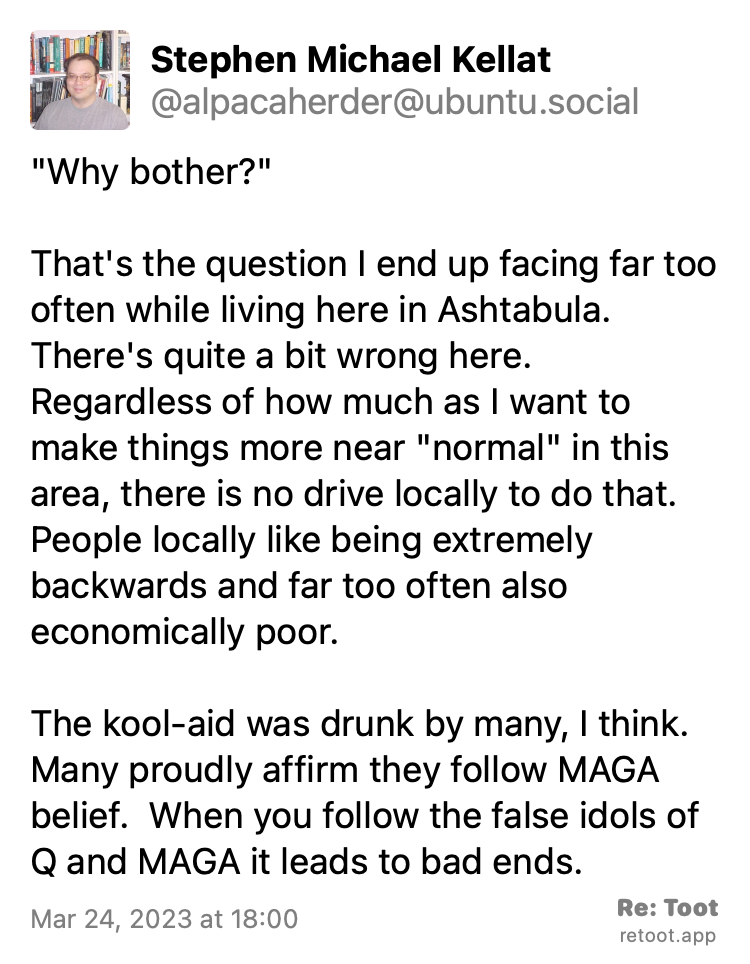 Stephen Michael Kellat
@alpacaherder@ubuntu.social
"Why bother?"
That's the question I end up facing far too
often while living here in Ashtabula.
There's quite a bit wrong here.
Regardless of how much as I want to
make things more near "normal" in this
area, there is no drive locally to do that.
People locally like being extremely
backwards and far too often also
economically poor.
The kool-aid was drunk by many, I think.
Many proudly affirm they follow MAGA
belief.  When you follow the false idols of
Q and MAGA it leads to bad ends.
Mar 24, 2023 at 18:00
Re: Toot
retoot.app